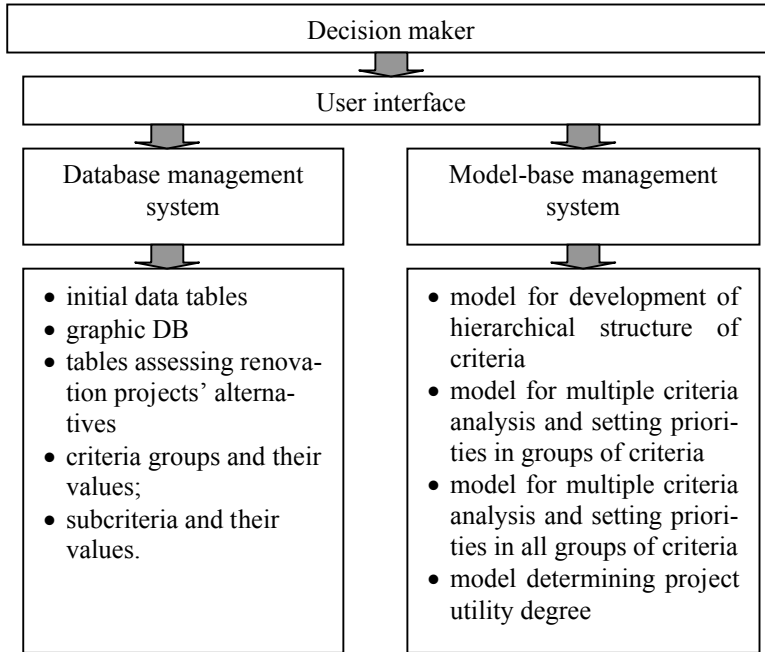 Decision maker
User interface
Database management
system
Model-base management
system
• initial data tables
• graphic DB
• tables assessing renova-
tion projects’ alterna-
tives
• criteria groups and their
values;
• subcriteria and their
values.
• model for development of
hierarchical structure of
criteria
• model for multiple criteria
analysis and setting priori-
ties in groups of criteria
• model for multiple criteria
analysis and setting priori-
ties in all groups of criteria
• model determining project
utility degree